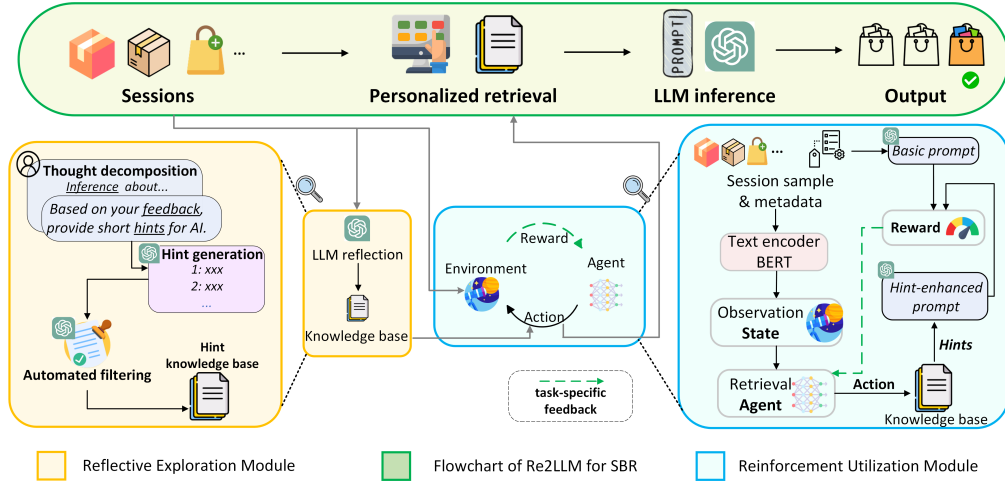 ...
PROMPT
Sessions
Personalized retrieval
LLM inference
Output
Thought decomposition
Inference about...
Based on your feedback,
provide short hints for AI.
Hint generation
1: xxx
2: xxx
...
Automated filtering
Hint
knowledge base
LLM reflection
Knowledge base
Reward
Environment
Agent
Action
task-specific
feedback
...
Session sample
& metadata
Basic prompt
Text encoder
BERT
Reward
Observation
State
Hint-enhanced
prompt
Hints
Retrieval
Agent
Action
Knowledge base
Reflective Exploration Module
Flowchart of Re2LLM for SBR
Reinforcement Utilization Module